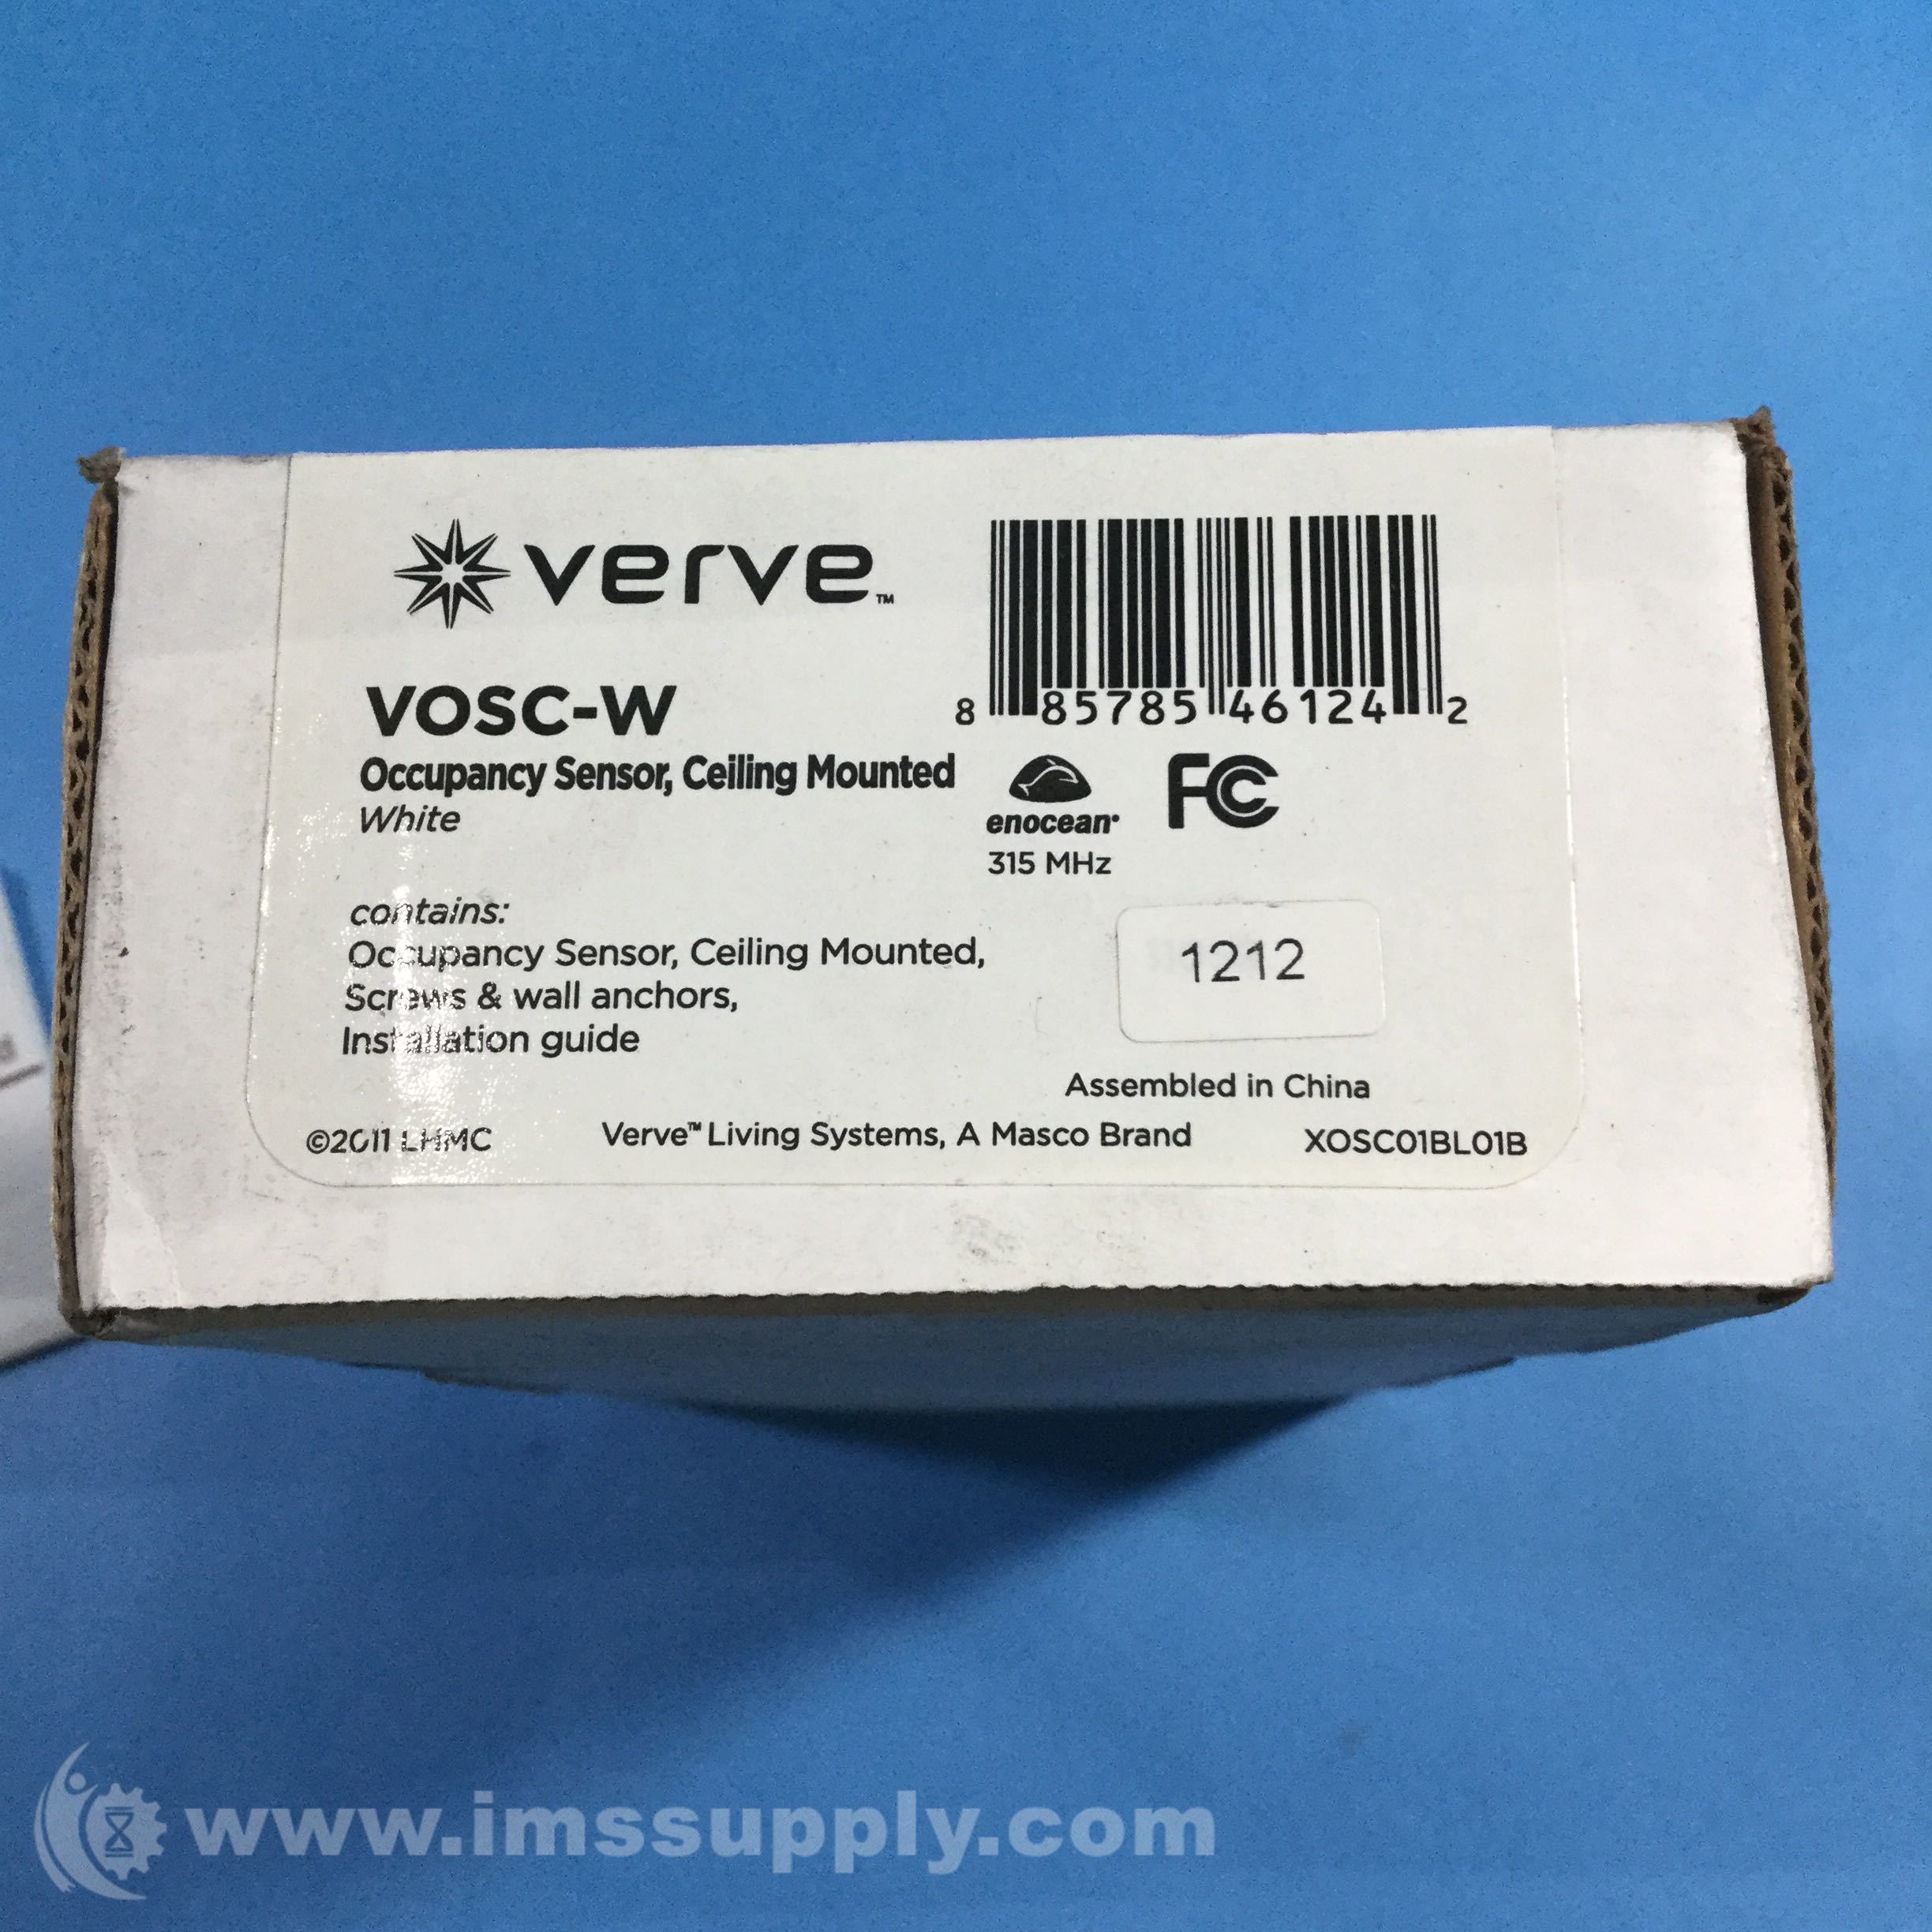 verve™
VOSC-W
Occupancy Sensor, Ceiling Mounted
White
8 85785 46124 2
enocean®
FC
315 MHz
contains:
Occupancy Sensor, Ceiling Mounted,
Screws & wall anchors,
Installation guide
1212
Assembled in China
©2011 LHMC
Verve™ Living Systems, A Masco Brand
XOSC01BL01B
www.imssupply.com